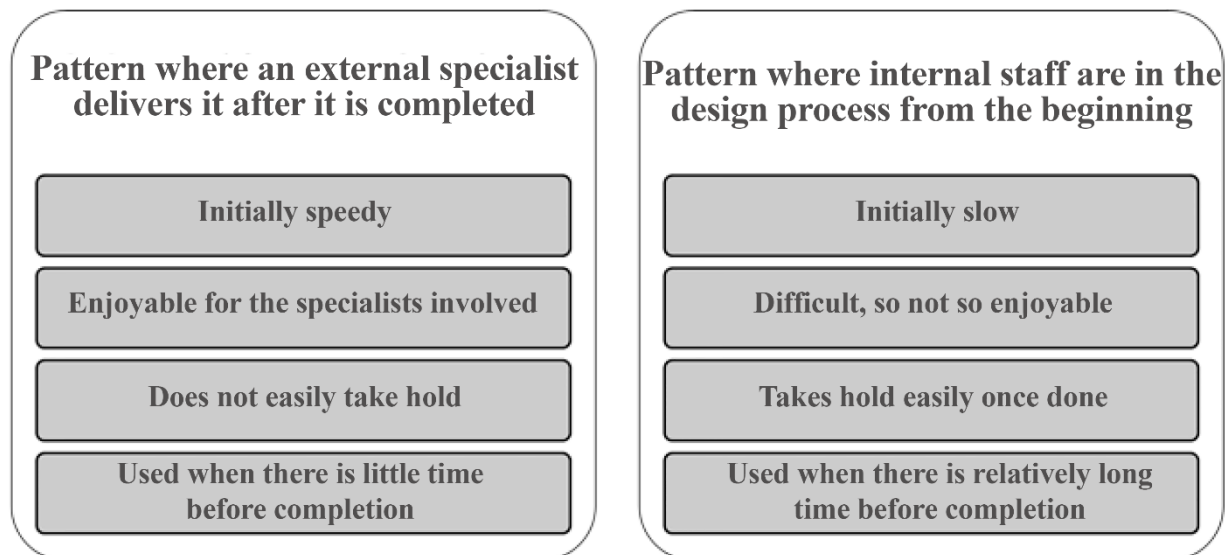 Pattern where an external specialist
delivers it after it is completed
Initially speedy
Enjoyable for the specialists involved
Does not easily take hold
Used when there is little time
before completion
Pattern where internal staff are in the
design process from the beginning
Initially slow
Difficult, so not so enjoyable
Takes hold easily once done
Used when there is relatively long
time before completion